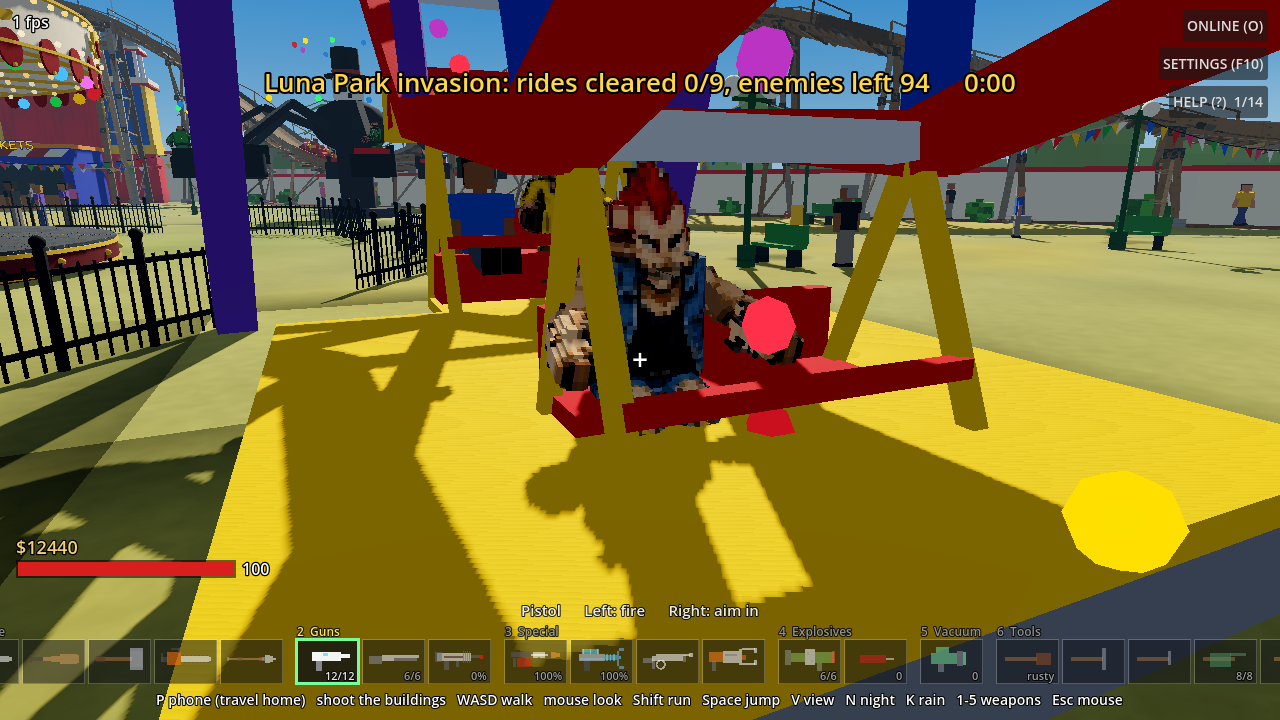 1 fps
ONLINE (O)
SETTINGS (F10)
HELP (?) 1/14
Luna Park invasion: rides cleared 0/9, enemies left 94 0:00
KETS
$12440
100
Pistol Left: fire Right: aim in
e 2 Guns 3 Special 4 Explosives 5 Vacuum 6 Tools
12/12 6/6 0% 100% 100% 6/6 0 0 rusty 8/8
P phone (travel home) shoot the buildings WASD walk mouse look Shift run Space jump V view N night K rain 1-5 weapons Esc mouse